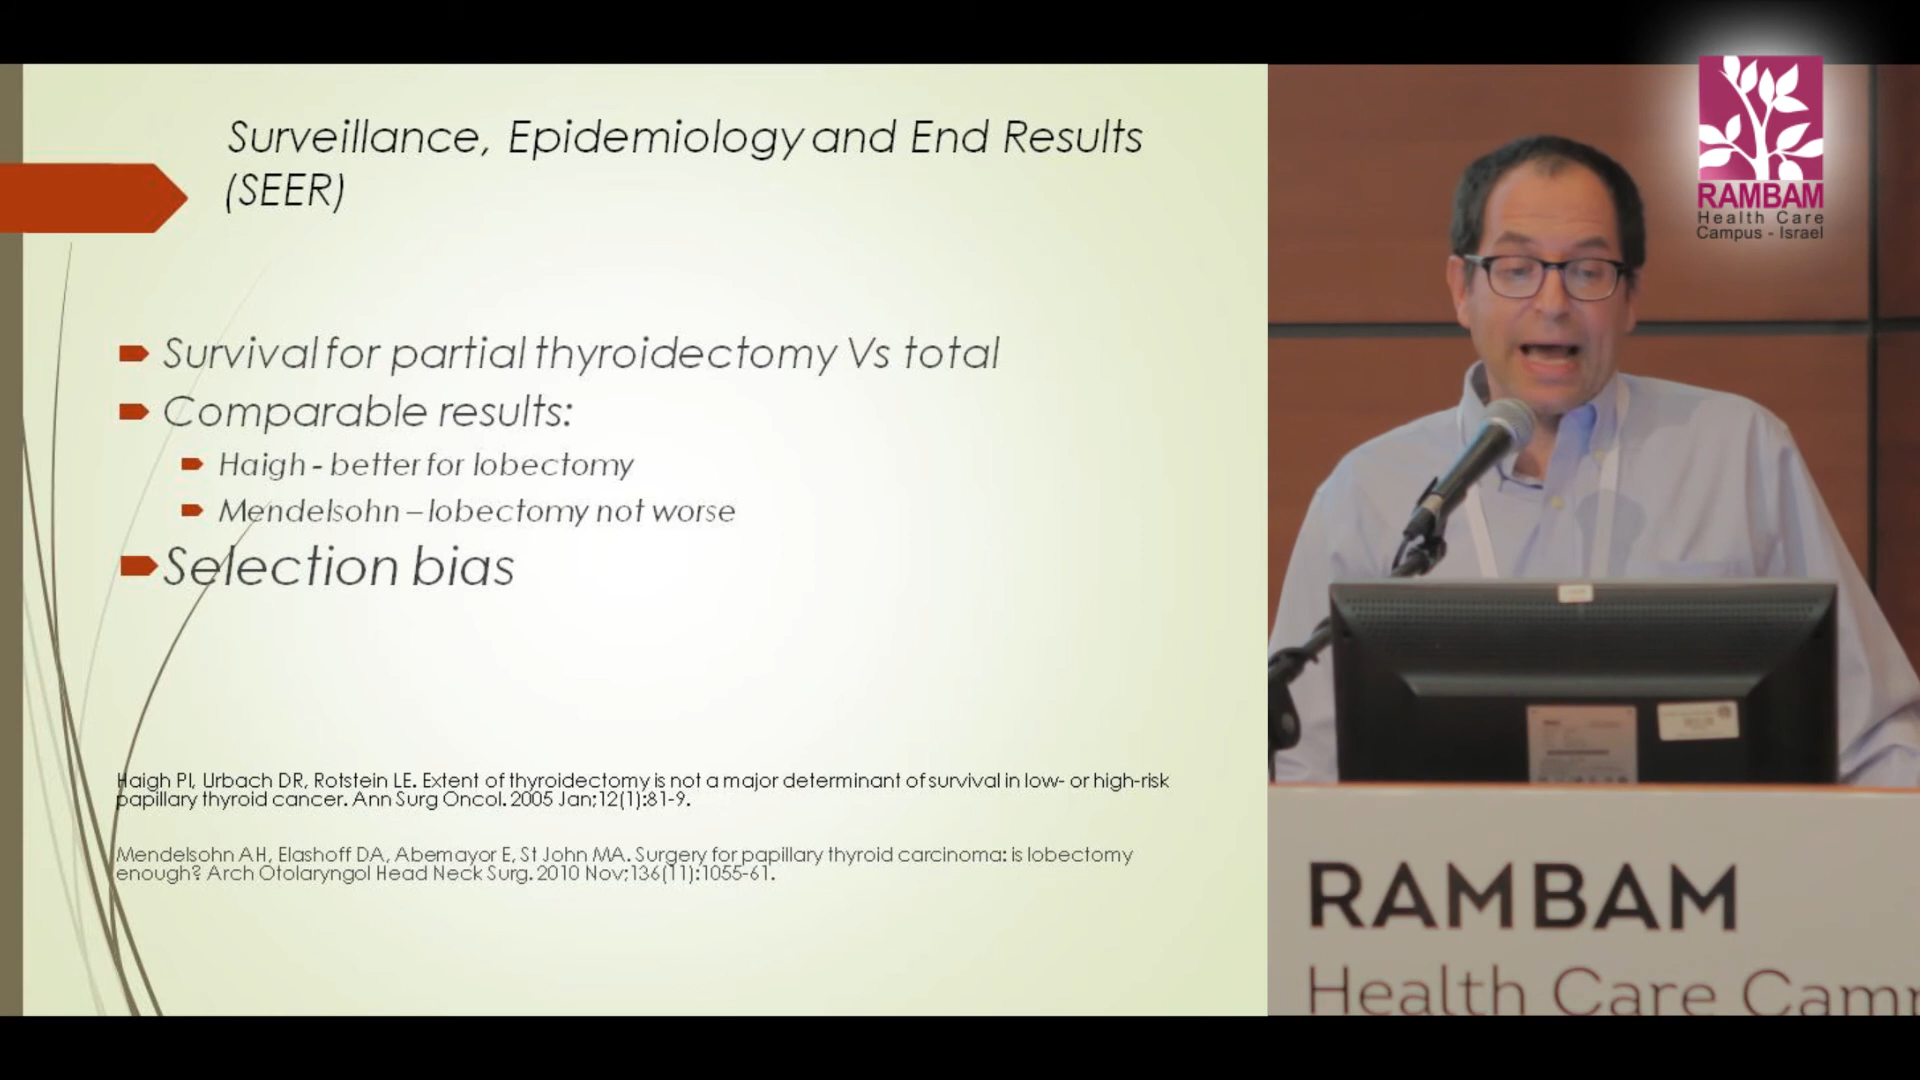 Surveillance, Epidemiology and End Results
(SEER)
Survival for partial thyroidectomy Vs total
Comparable results:
Haigh - better for lobectomy
Mendelsohn – lobectomy not worse
Selection bias
Haigh PI, Urbach DR, Rotstein LE. Extent of thyroidectomy is not a major determinant of survival in low- or high-risk
papillary thyroid cancer. Ann Surg Oncol. 2005 Jan;12(1):81-9.
Mendelsohn AH, Elashoff DA, Abemayor E, St John MA. Surgery for papillary thyroid carcinoma: is lobectomy
enough? Arch Otolaryngol Head Neck Surg. 2010 Nov;136(11):1055-61.
RAMBAM
Health Care
Campus - Israel
RAMBAM
Health Care Cam